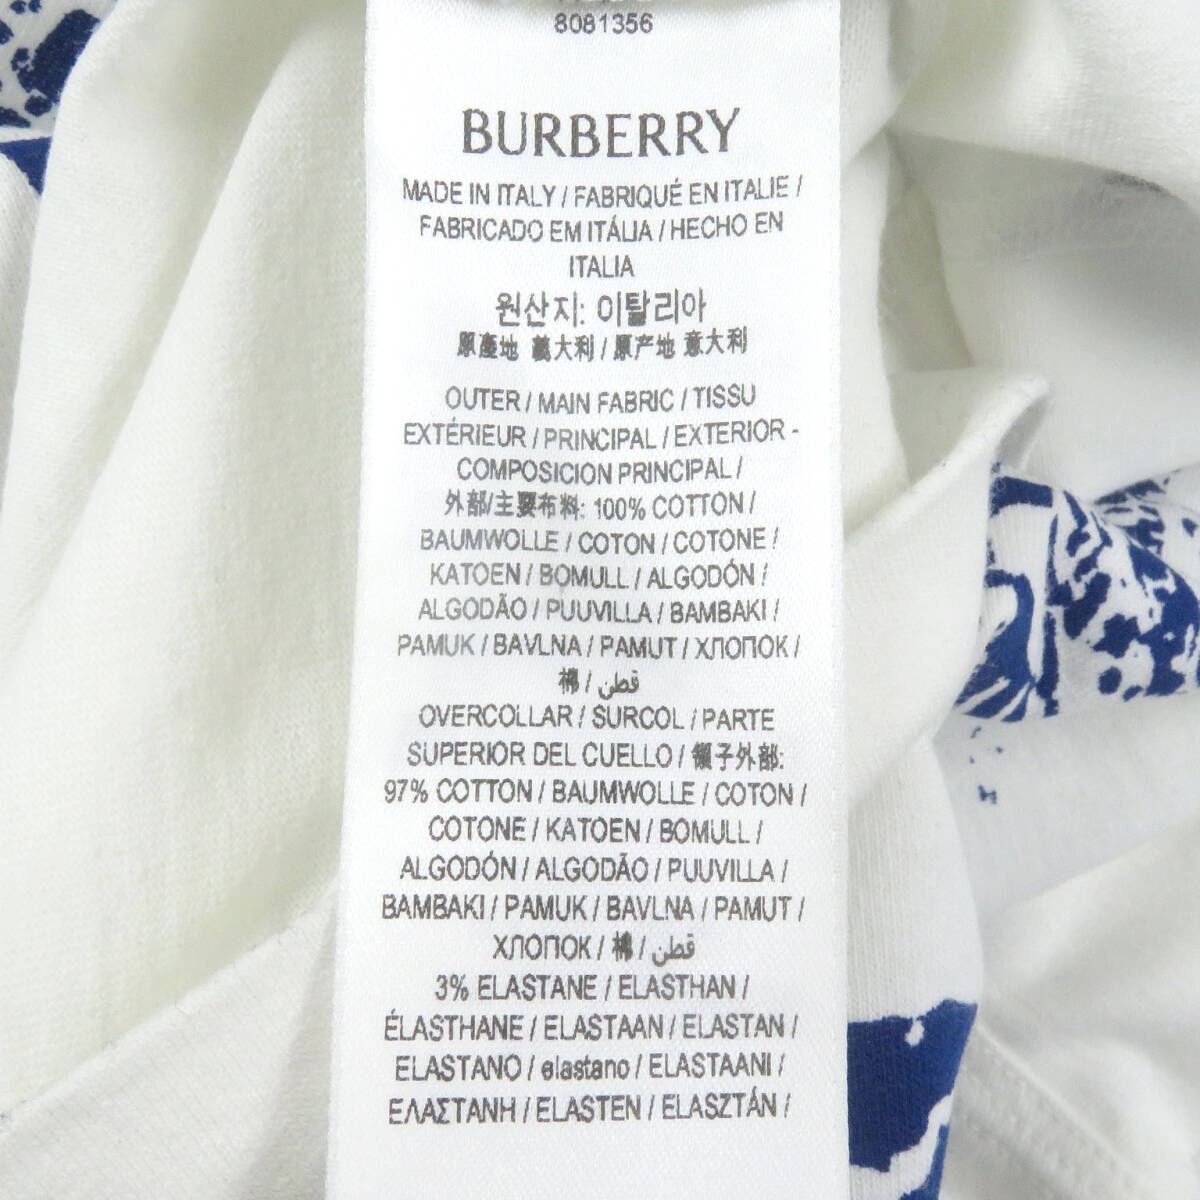 8081356
BURBERRY
MADE IN ITALY / FABRIQUÉ EN ITALIE /
FABRICADO EM ITÁLIA / HECHO EN
ITALIA
원산지: 이탈리아
原產地 義大利 / 原产地 意大利
OUTER / MAIN FABRIC / TISSU
EXTÉRIEUR / PRINCIPAL / EXTERIOR -
COMPOSICION PRINCIPAL /
外部/主要布料: 100% COTTON /
BAUMWOLLE / COTON / COTONE /
KATOEN / BOMULL / ALGODÓN /
ALGODÃO / PUUVILLA / BAMBAKI /
PAMUK / BAVLNA / PAMUT / ХЛОПОК /
棉 / قطن
OVERCOLLAR / SURCOL / PARTE
SUPERIOR DEL CUELLO / 領子外部:
97% COTTON / BAUMWOLLE / COTON /
COTONE / KATOEN / BOMULL /
ALGODÓN / ALGODÃO / PUUVILLA /
BAMBAKI / PAMUK / BAVLNA / PAMUT /
ХЛОПОК / 棉 / قطن
3% ELASTANE / ELASTHAN /
ÉLASTHANE / ELASTAAN / ELASTAN /
ELASTANO / elastano / ELASTAANI /
ΕΛΑΣΤΑΝΗ / ELASTEN / ELASZTÁN /